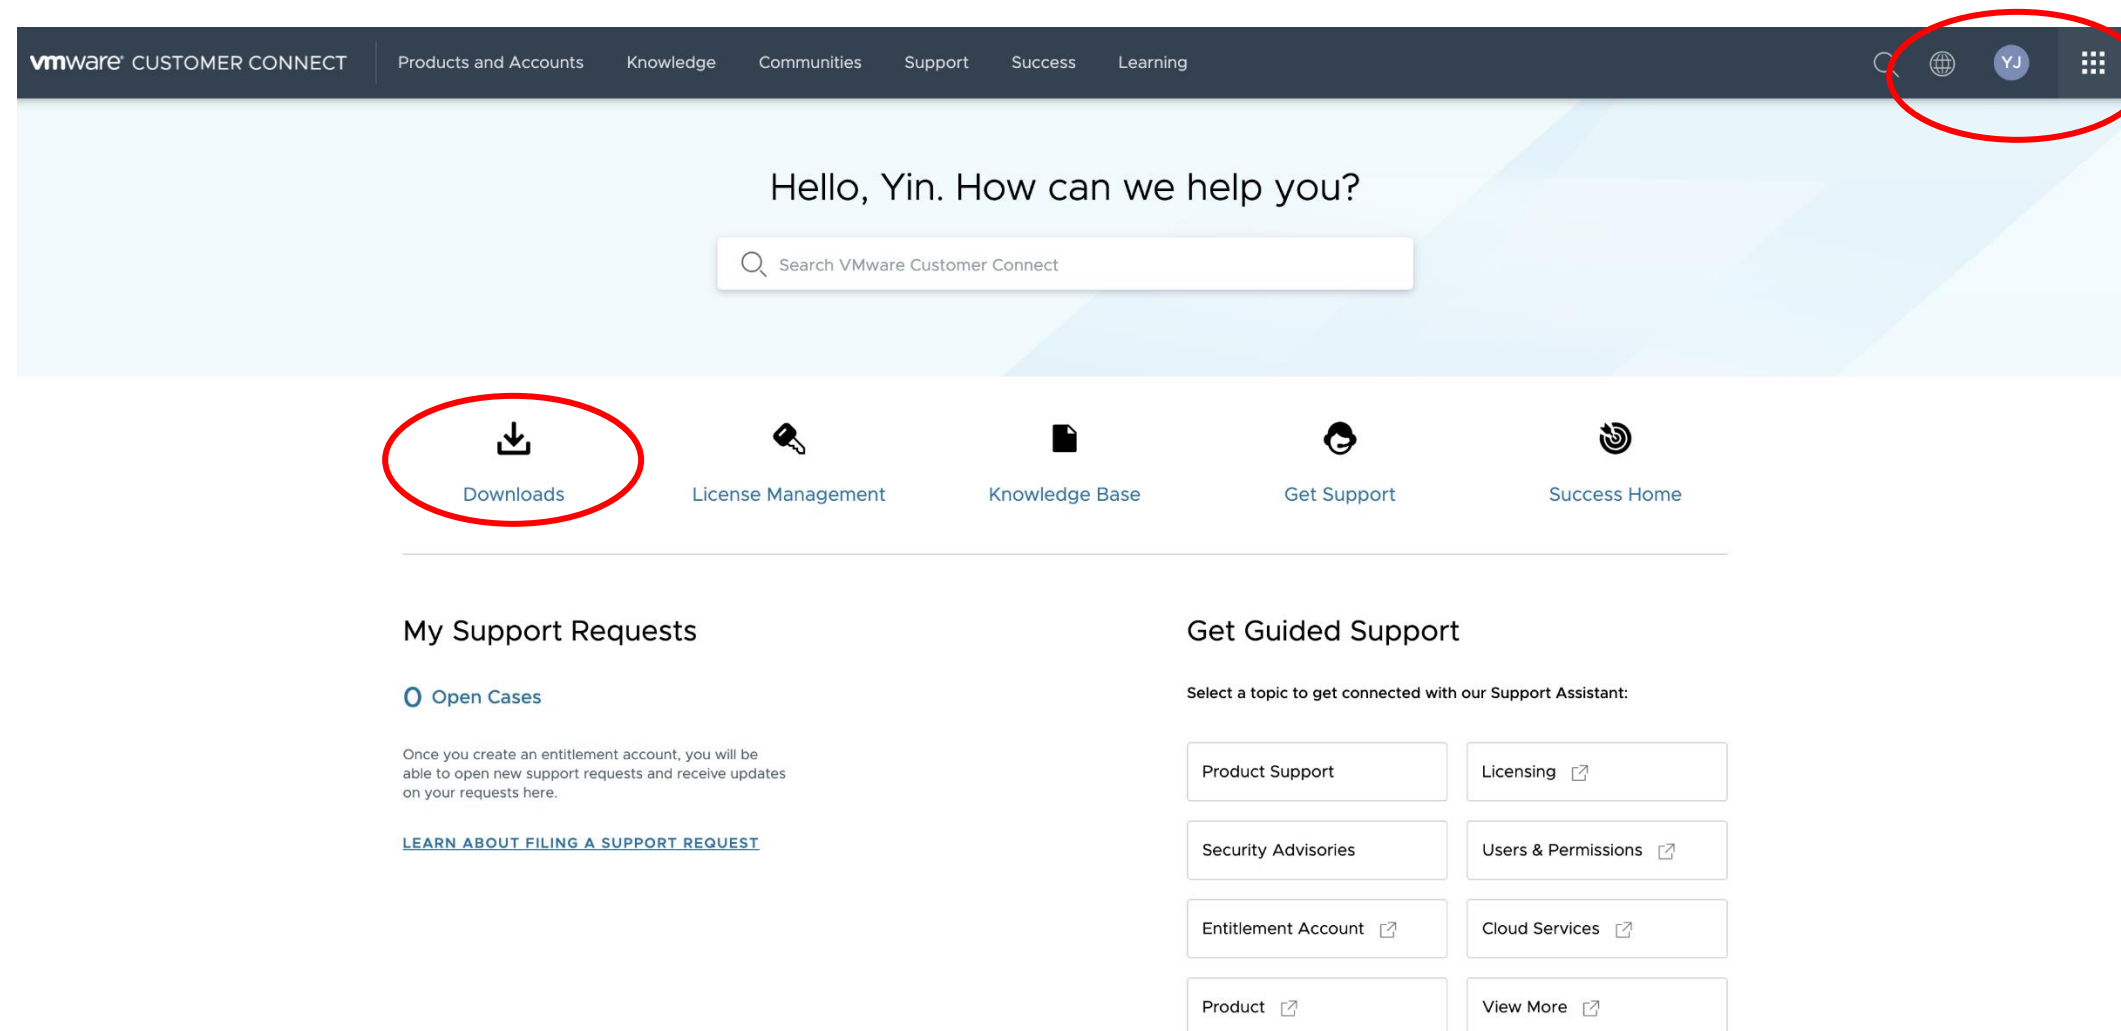 vmware® CUSTOMER CONNECT Products and Accounts Knowledge Communities Support Success Learning YJ
Hello, Yin. How can we help you?
Search VMware Customer Connect
Downloads License Management Knowledge Base Get Support Success Home
My Support Requests
0 Open Cases
Once you create an entitlement account, you will be
able to open new support requests and receive updates
on your requests here.
LEARN ABOUT FILING A SUPPORT REQUEST
Get Guided Support
Select a topic to get connected with our Support Assistant:
Product Support Licensing
Security Advisories Users & Permissions
Entitlement Account Cloud Services
Product View More